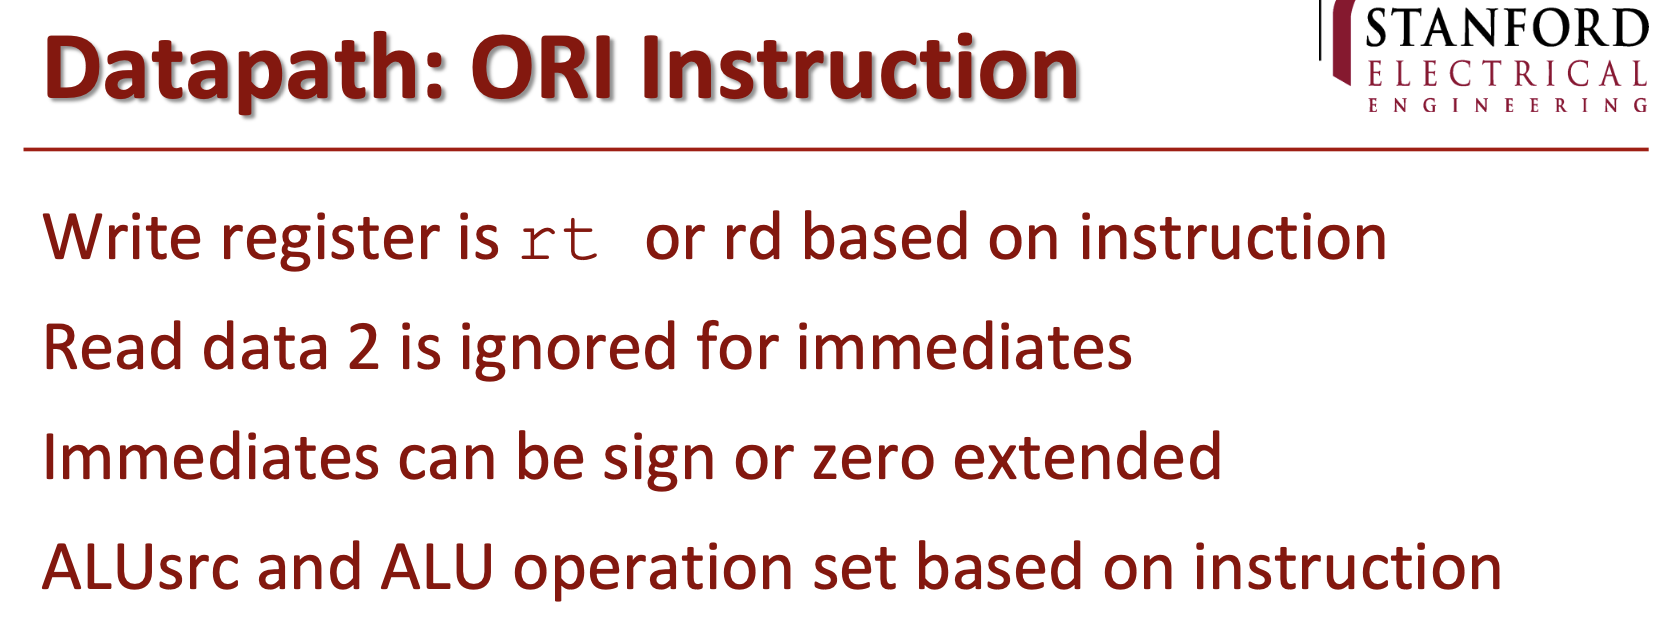 Datapath: ORI Instruction
STANFORD
ELECTRICAL
ENGINEERING
Write register is rt or rd based on instruction
Read data 2 is ignored for immediates
Immediates can be sign or zero extended
ALUsrc and ALU operation set based on instruction